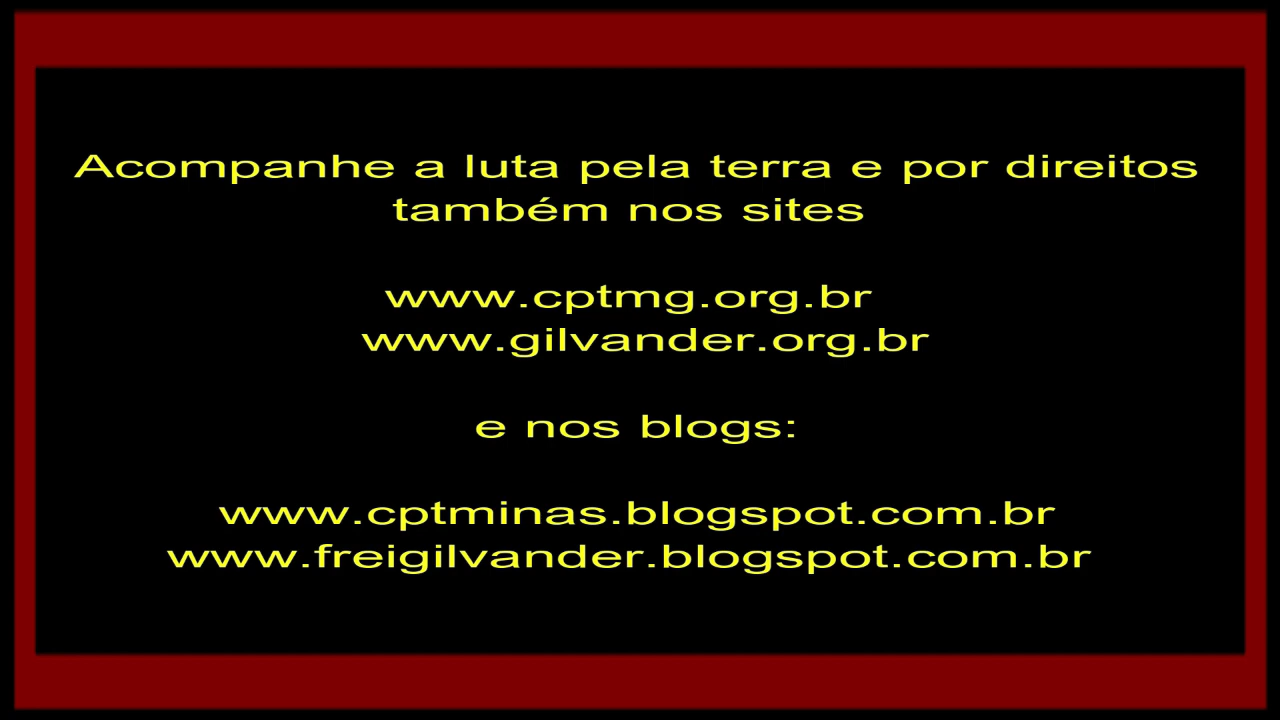 Acompanhe a luta pela terra e por direitos
também nos sites
www.cptmg.org.br
www.gilvander.org.br
e nos blogs:
www.cptminas.blogspot.com.br
www.freigilvander.blogspot.com.br